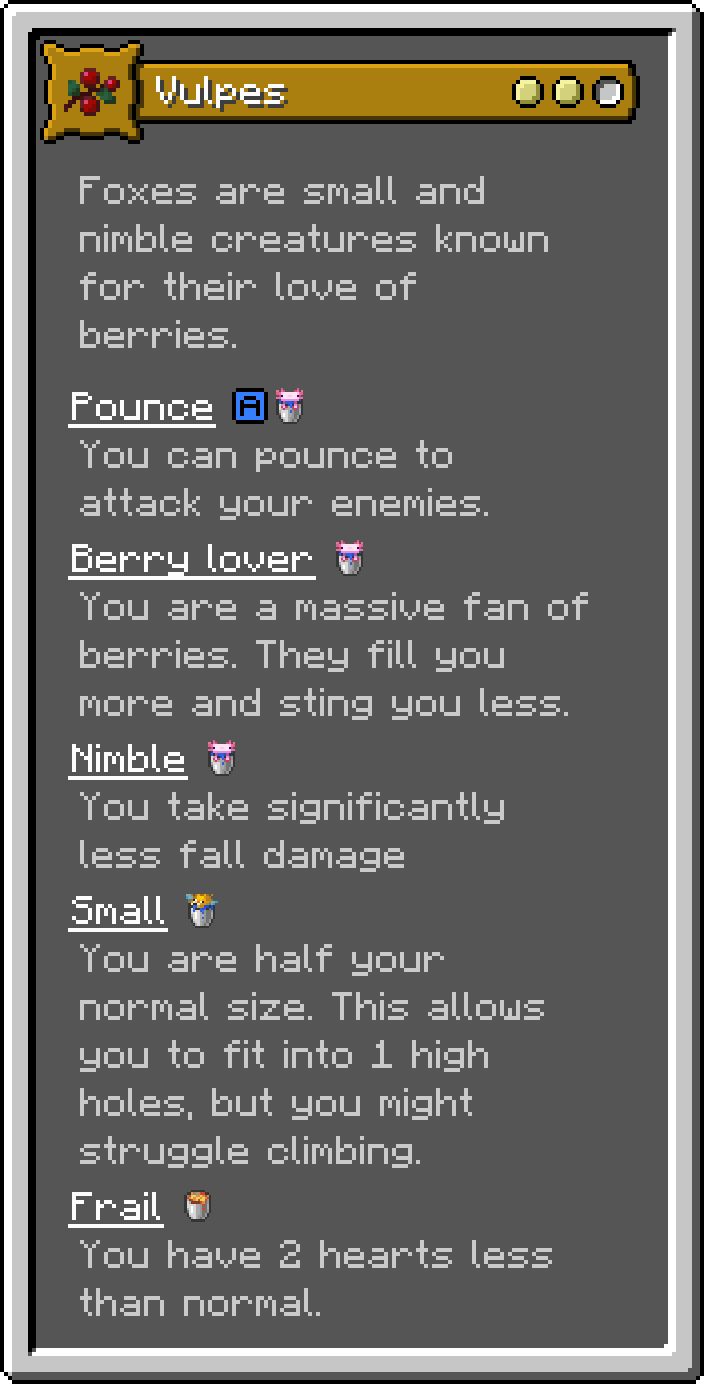 Vulpes
Foxes are small and
nimble creatures known
for their love of
berries.
Pounce A
You can pounce to
attack your enemies.
Berry lover
You are a massive fan of
berries. They fill you
more and sting you less.
Nimble
You take significantly
less fall damage
Small
You are half your
normal size. This allows
you to fit into 1 high
holes, but you might
struggle climbing.
Frail
You have 2 hearts less
than normal.